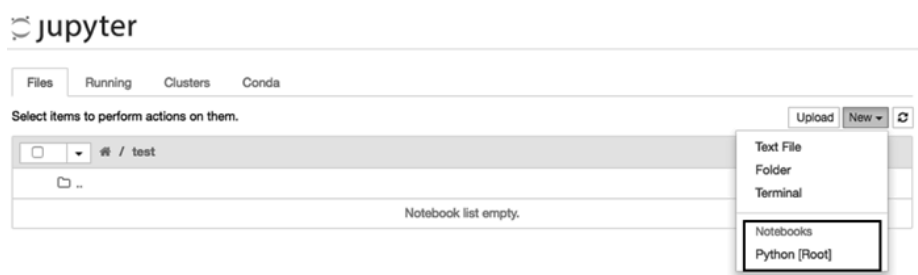 jupyter
Files Running Clusters Conda
Select items to perform actions on them.
Upload New
/ test
..
Notebook list empty.
Text File
Folder
Terminal
Notebooks
Python [Root]